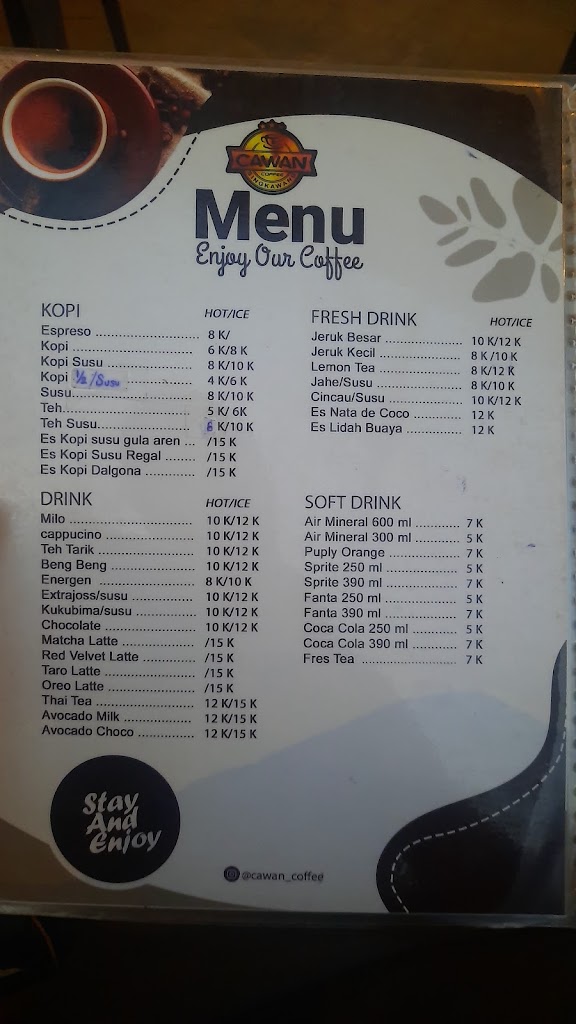 CAWAN
COFFEE
SINGKAWANG
Menu
Enjoy Our Coffee
KOPI HOT/ICE
Espreso .......................... 8 K/
Kopi .............................. 6 K/8 K
Kopi Susu ....................... 8 K/10 K
Kopi 1/2 /Susu ................ 4 K/6 K
Susu............................... 8 K/10 K
Teh................................. 5 K/ 6K
Teh Susu........................ 6 K/10 K
Es Kopi susu gula aren ... /15 K
Es Kopi Susu Regal ........ /15 K
Es Kopi Dalgona ............. /15 K
DRINK HOT/ICE
Milo ............................... 10 K/12 K
cappucino ....................... 10 K/12 K
Teh Tarik ........................ 10 K/12 K
Beng Beng ..................... 10 K/12 K
Energen ........................ 8 K/10 K
Extrajoss/susu ................ 10 K/12 K
Kukubima/susu ............... 10 K/12 K
Chocolate ....................... 10 K/12 K
Matcha Latte ................... /15 K
Red Velvet Latte .............. /15 K
Taro Latte ....................... /15 K
Oreo Latte ...................... /15 K
Thai Tea ......................... 12 K/15 K
Avocado Milk ................... 12 K/15 K
Avocado Choco ............... 12 K/15 K
FRESH DRINK HOT/ICE
Jeruk Besar .................... 10 K/12 K
Jeruk Kecil ...................... 8 K /10 K
Lemon Tea ...................... 8 K/12 K
Jahe/Susu ...................... 8 K/10 K
Cincau/Susu ................... 10 K/12 K
Es Nata de Coco ............. 12 K
Es Lidah Buaya ............... 12 K
SOFT DRINK
Air Mineral 600 ml ............ 7 K
Air Mineral 300 ml ............ 5 K
Puply Orange .................. 7 K
Sprite 250 ml ................... 5 K
Sprite 390 ml ................... 7 K
Fanta 250 ml ................... 5 K
Fanta 390 ml ................... 7 K
Coca Cola 250 ml ............ 5 K
Coca Cola 390 ml ............ 7 K
Fres Tea ......................... 7 K
Stay
And
Enjoy
@cawan_coffee